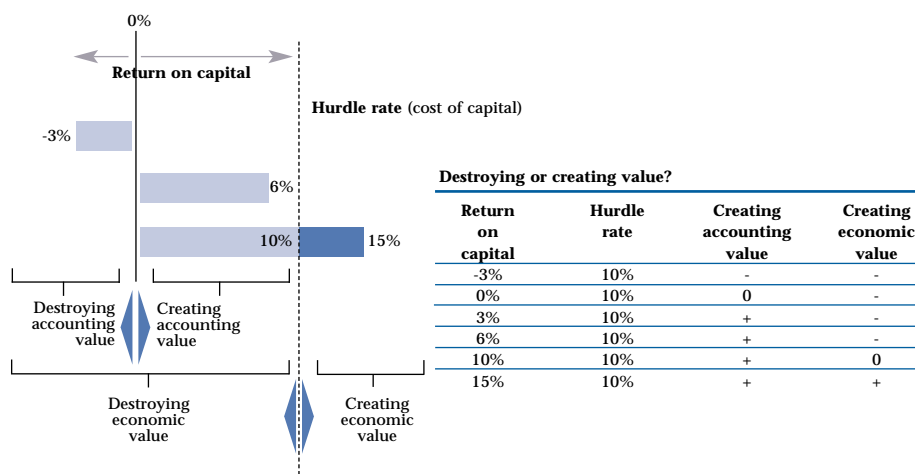 0%
Return on capital
Hurdle rate (cost of capital)
-3%
6%
10%
15%
Destroying
accounting
value
Creating
accounting
value
Destroying
economic
value
Creating
economic
value
Destroying or creating value?
Return on capital Hurdle rate Creating accounting value Creating economic value
-3% 10% - -
0% 10% 0 -
3% 10% + -
6% 10% + -
10% 10% + 0
15% 10% + +